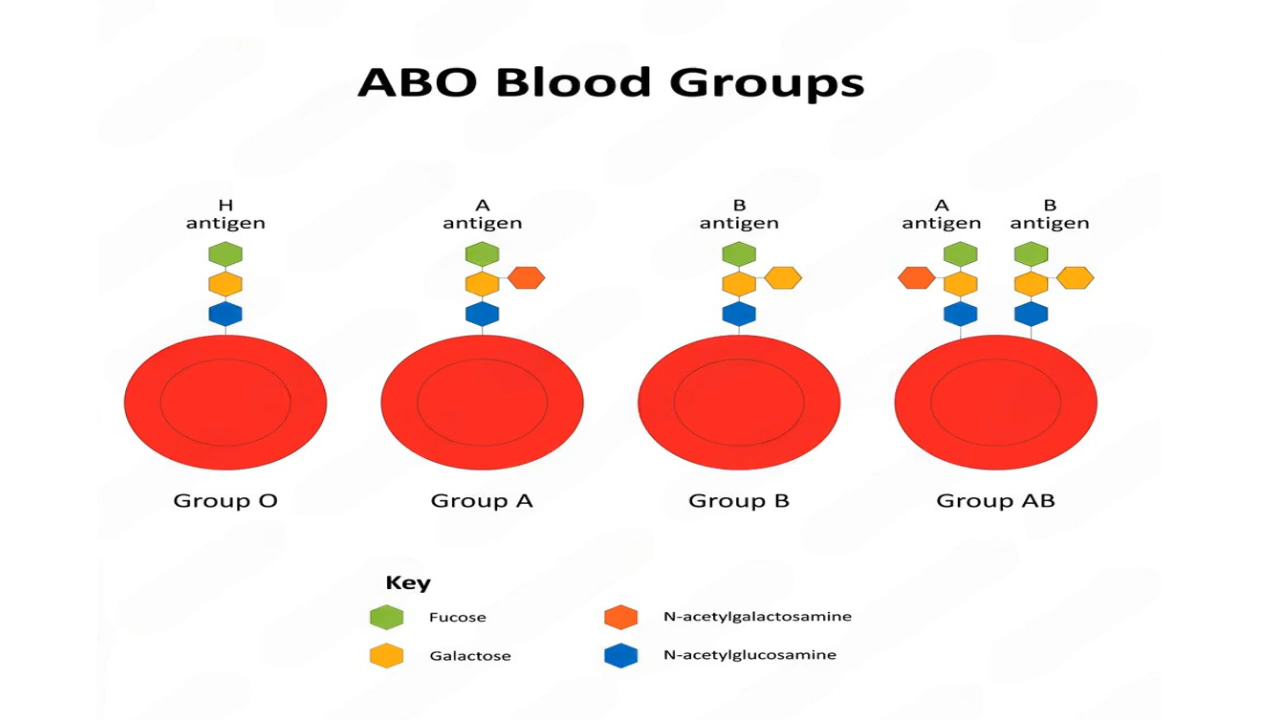 ABO Blood Groups
H
antigen
A
antigen
B
antigen
A
antigen
B
antigen
Group O
Group A
Group B
Group AB
Key
Fucose
N-acetylgalactosamine
Galactose
N-acetylglucosamine